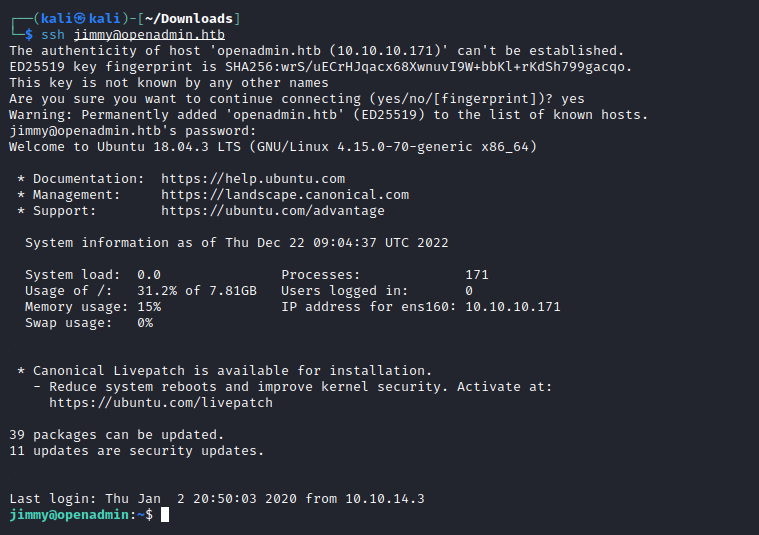 ┌──(kali㉿kali)-[~/Downloads]
└─$ ssh jimmy@openadmin.htb
The authenticity of host 'openadmin.htb (10.10.10.171)' can't be established.
ED25519 key fingerprint is SHA256:wrS/uECrHJqacx68XwnuvI9W+bbKl+rKdSh799gacqo.
This key is not known by any other names
Are you sure you want to continue connecting (yes/no/[fingerprint])? yes
Warning: Permanently added 'openadmin.htb' (ED25519) to the list of known hosts.
jimmy@openadmin.htb's password:
Welcome to Ubuntu 18.04.3 LTS (GNU/Linux 4.15.0-70-generic x86_64)

 * Documentation:  https://help.ubuntu.com
 * Management:     https://landscape.canonical.com
 * Support:        https://ubuntu.com/advantage

  System information as of Thu Dec 22 09:04:37 UTC 2022

  System load:  0.0               Processes:             171
  Usage of /:   31.2% of 7.81GB   Users logged in:       0
  Memory usage: 15%               IP address for ens160: 10.10.10.171
  Swap usage:   0%

 * Canonical Livepatch is available for installation.
   - Reduce system reboots and improve kernel security. Activate at:
     https://ubuntu.com/livepatch

39 packages can be updated.
11 updates are security updates.

Last login: Thu Jan  2 20:50:03 2020 from 10.10.14.3
jimmy@openadmin:~$